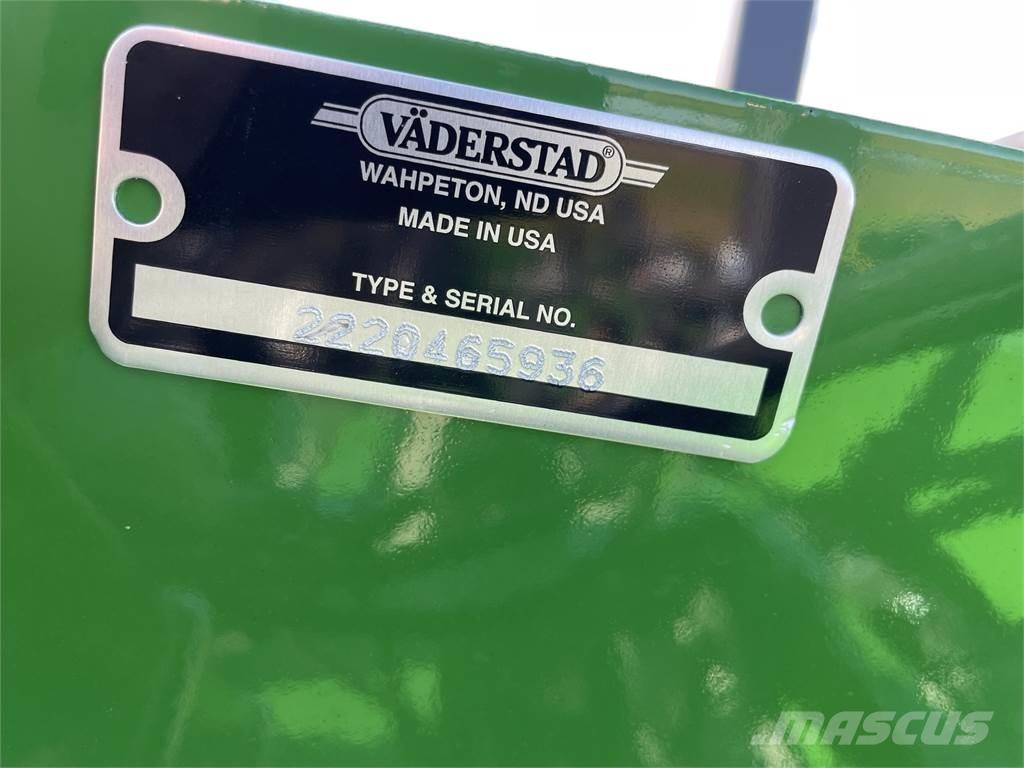 VÄDERSTAD®
WAHPETON, ND USA
MADE IN USA
TYPE & SERIAL NO.
2220465936
MASCUS